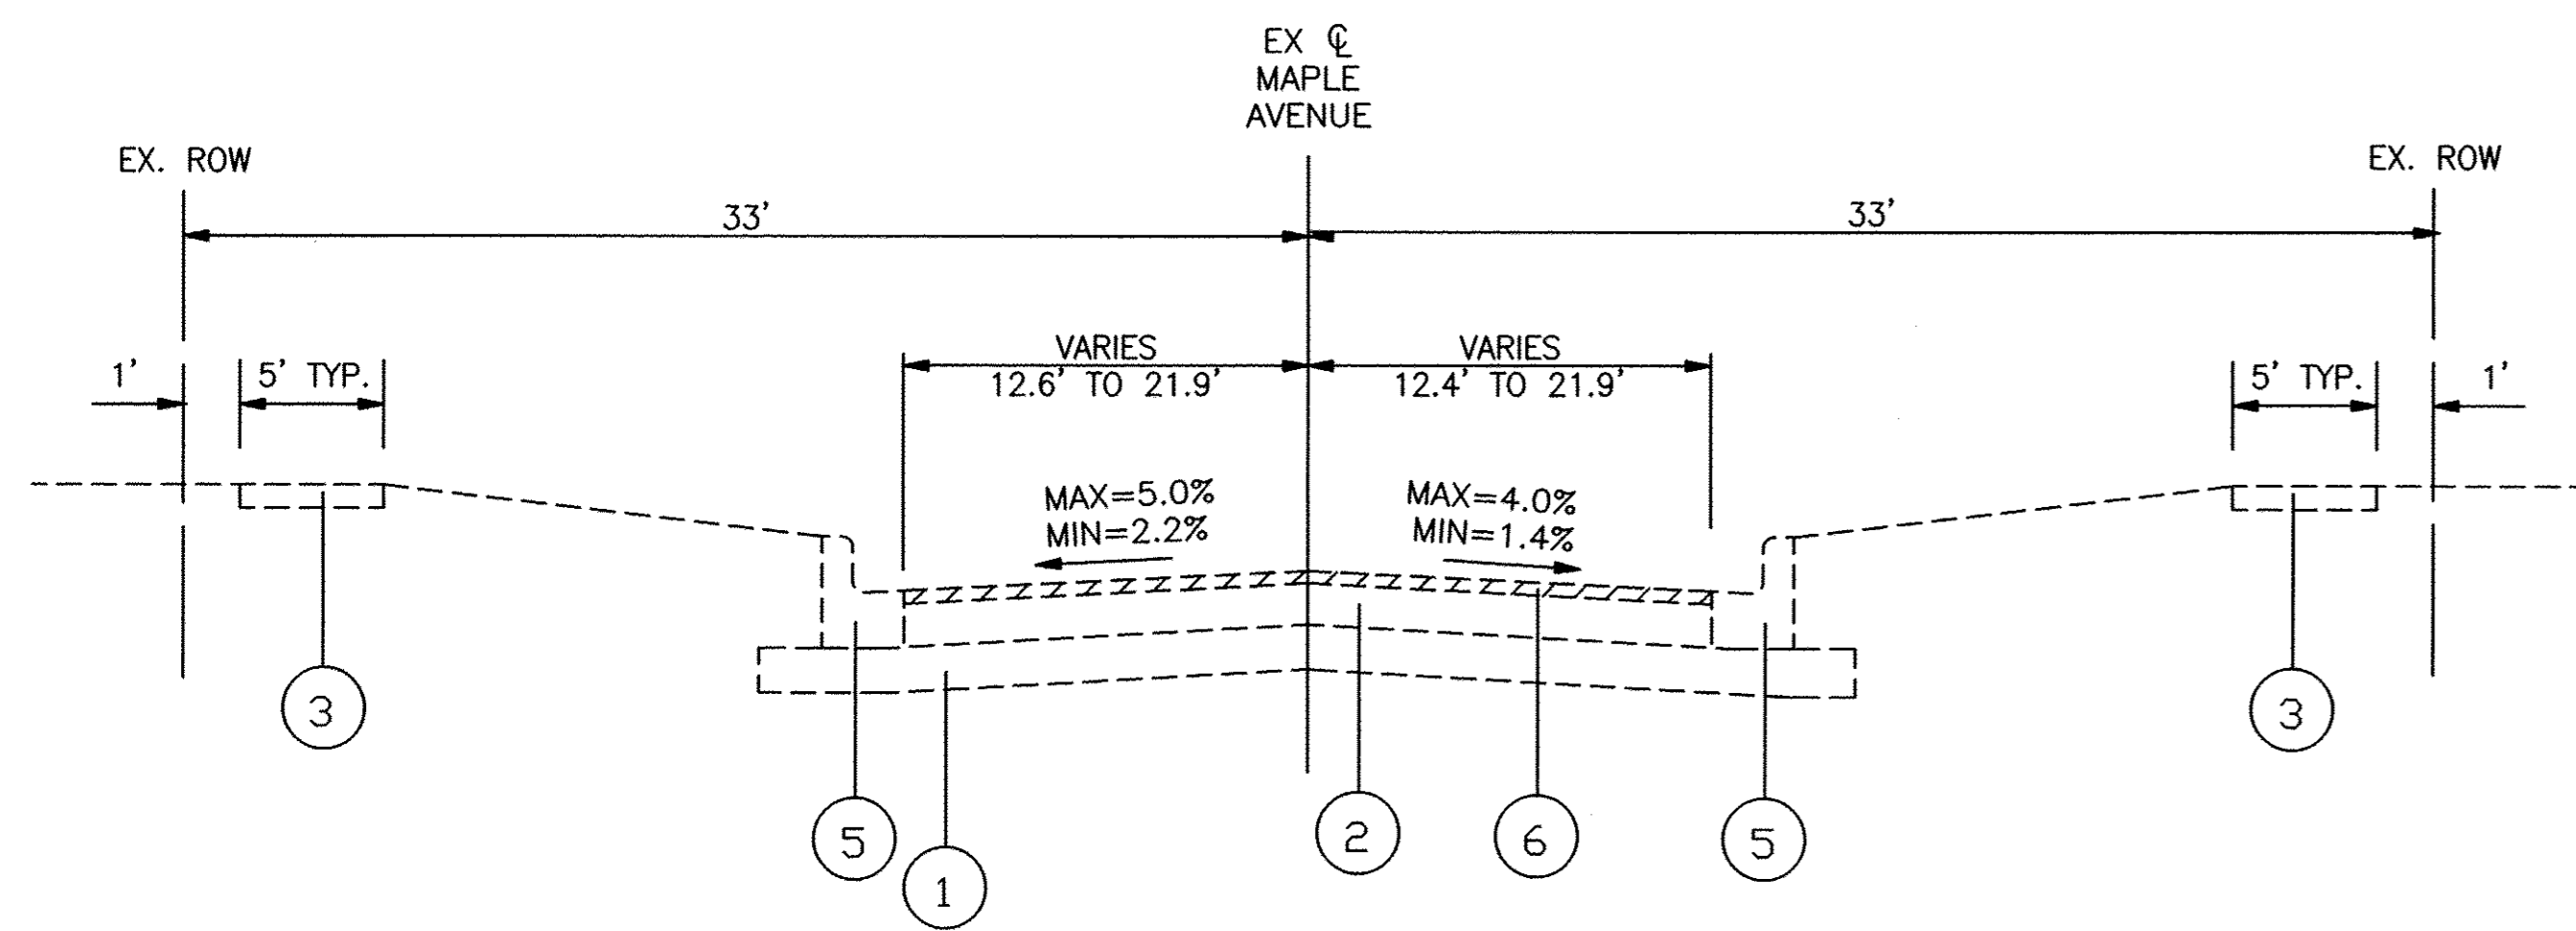 EX ℄
MAPLE
AVENUE
EX. ROW
EX. ROW
33'
33'
VARIES
12.6' TO 21.9'
VARIES
12.4' TO 21.9'
1'
5' TYP.
5' TYP.
1'
MAX=5.0%
MIN=2.2%
MAX=4.0%
MIN=1.4%
3
3
5
1
2
6
5